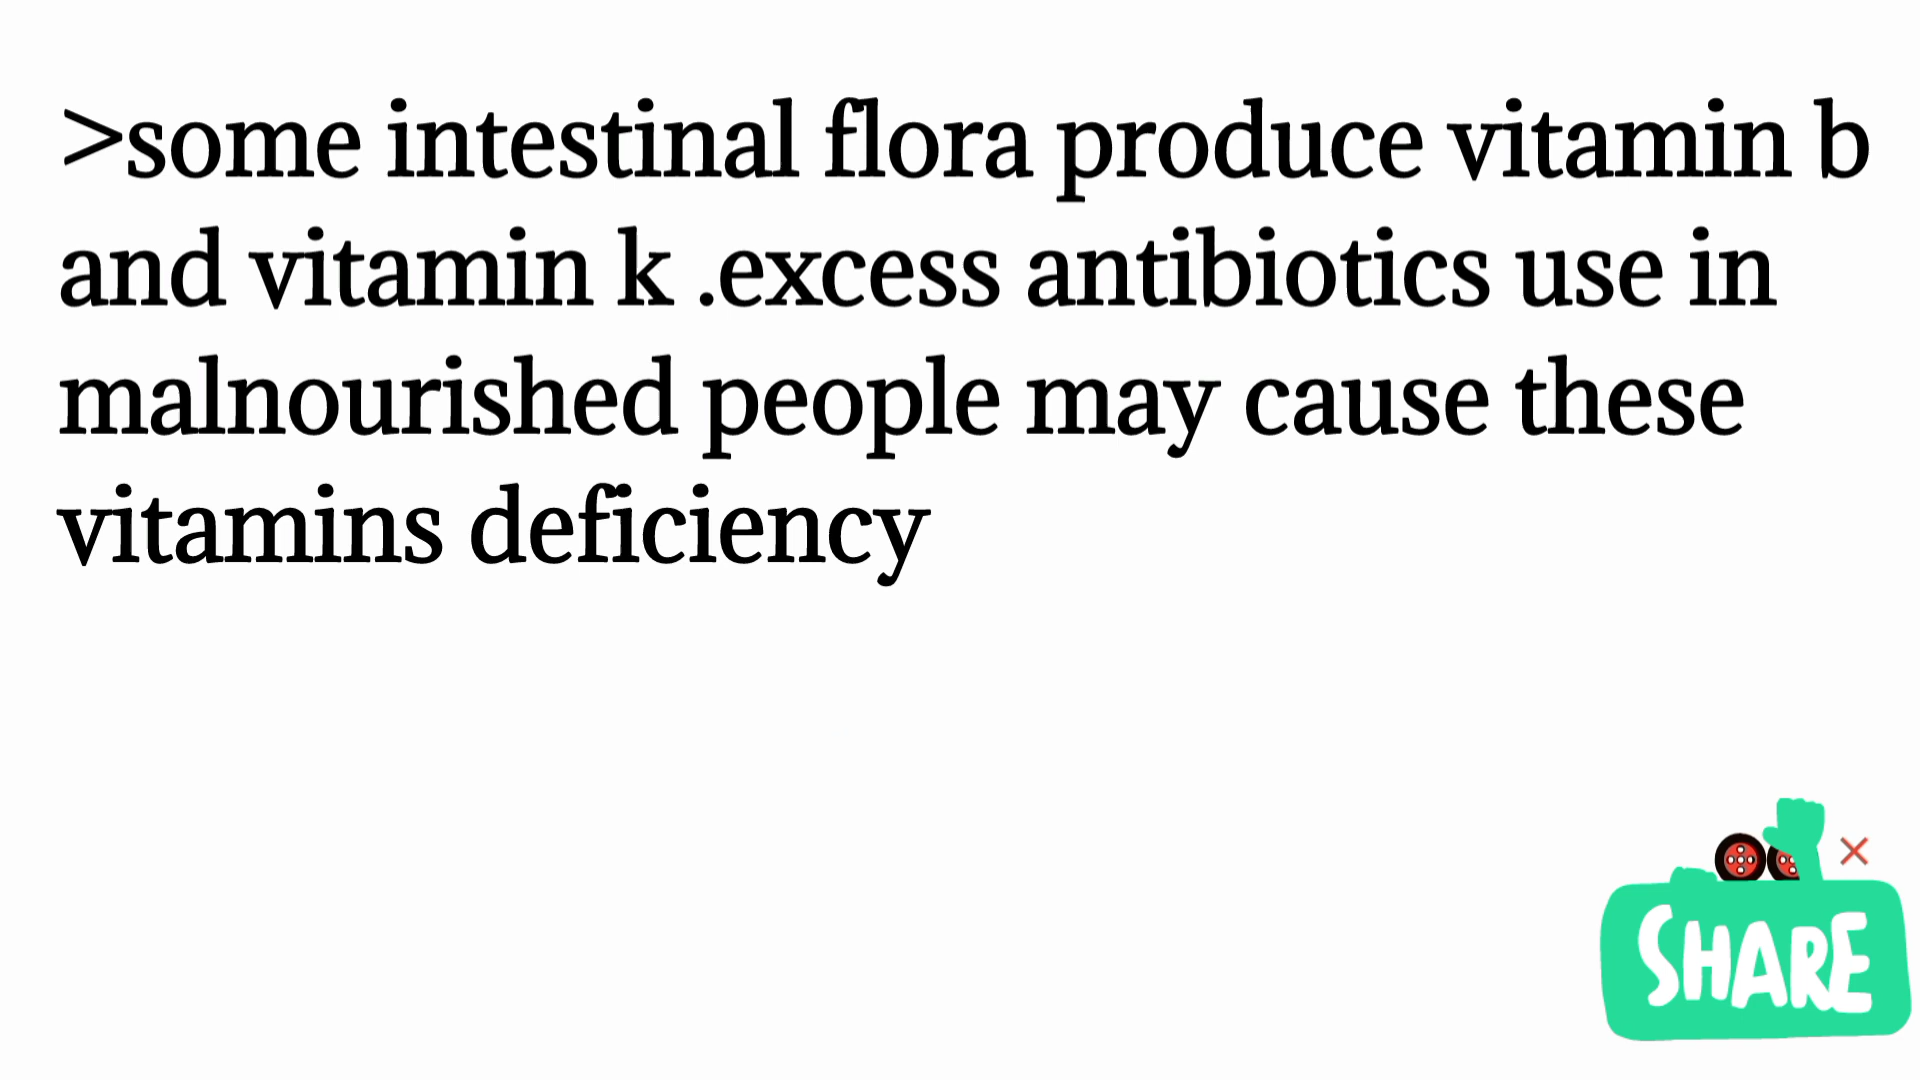 >some intestinal flora produce vitamin b
and vitamin k .excess antibiotics use in
malnourished people may cause these
vitamins deficiency
SHARE